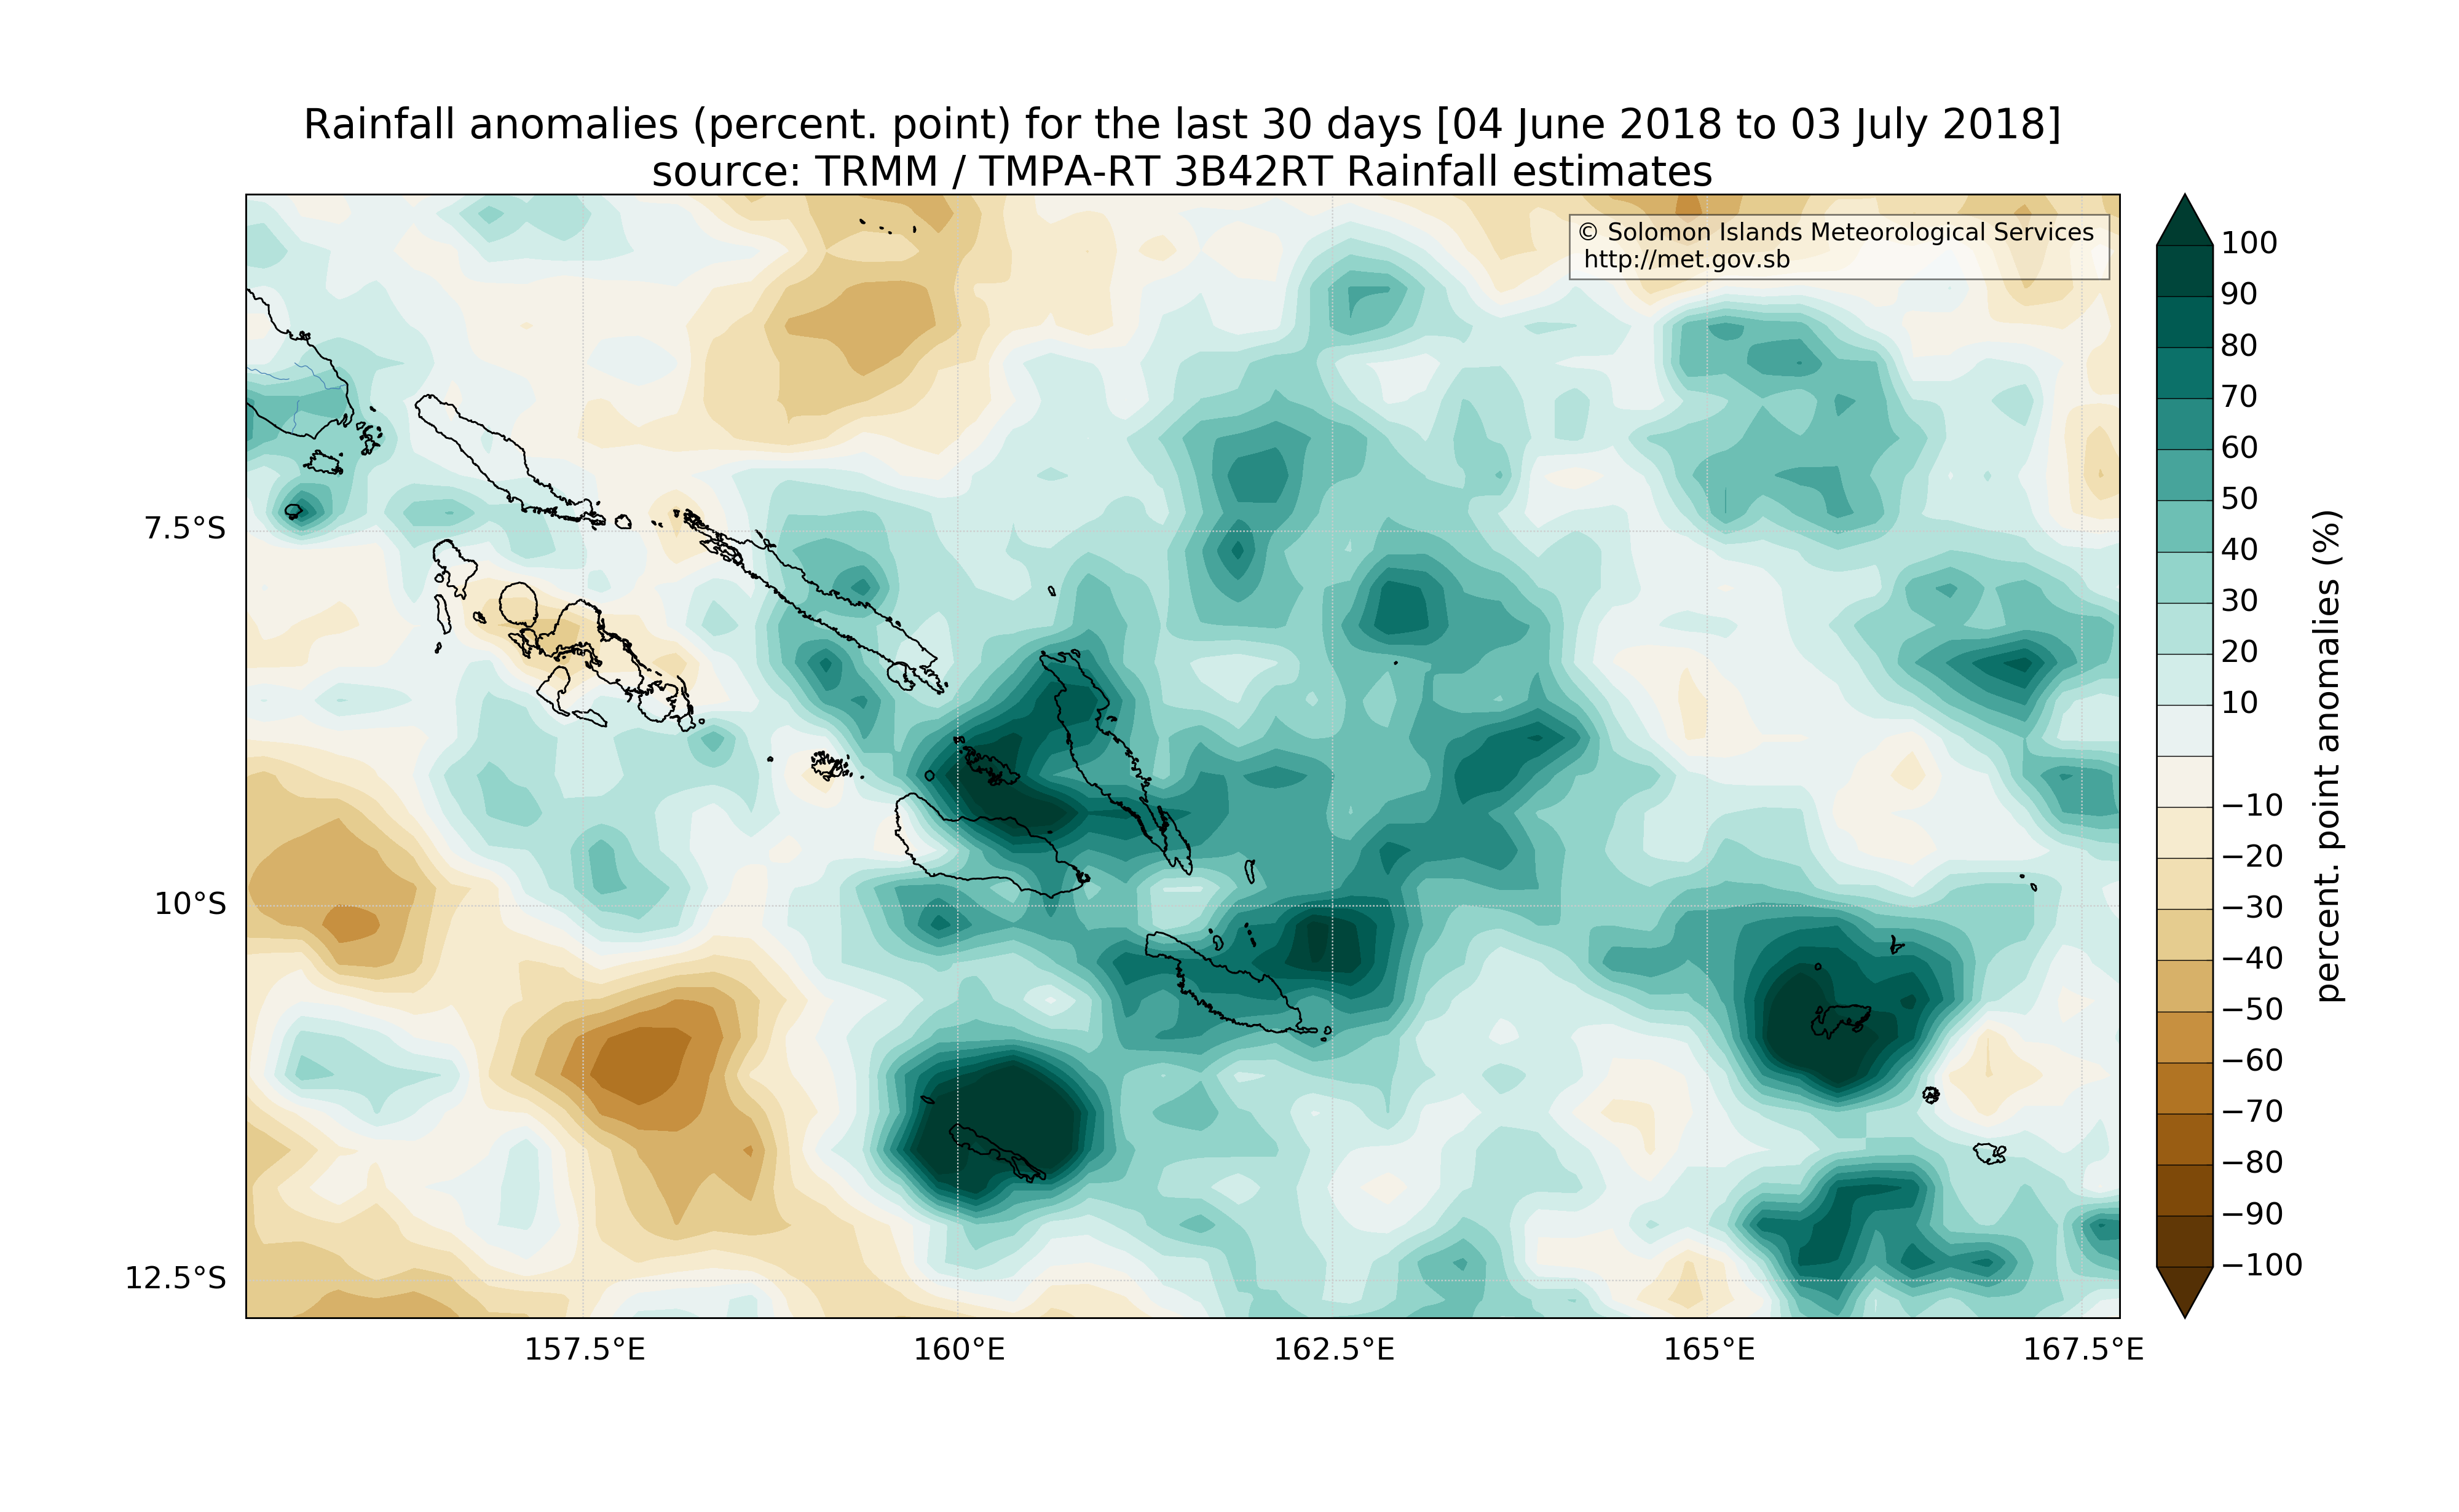 Rainfall anomalies (percent. point) for the last 30 days [04 June 2018 to 03 July 2018]
source: TRMM / TMPA-RT 3B42RT Rainfall estimates
© Solomon Islands Meteorological Services
http://met.gov.sb
7.5°S
10°S
12.5°S
157.5°E
160°E
162.5°E
165°E
167.5°E
100
90
80
70
60
50
40
30
20
10
−10
−20
−30
−40
−50
−60
−70
−80
−90
−100
percent. point anomalies (%)